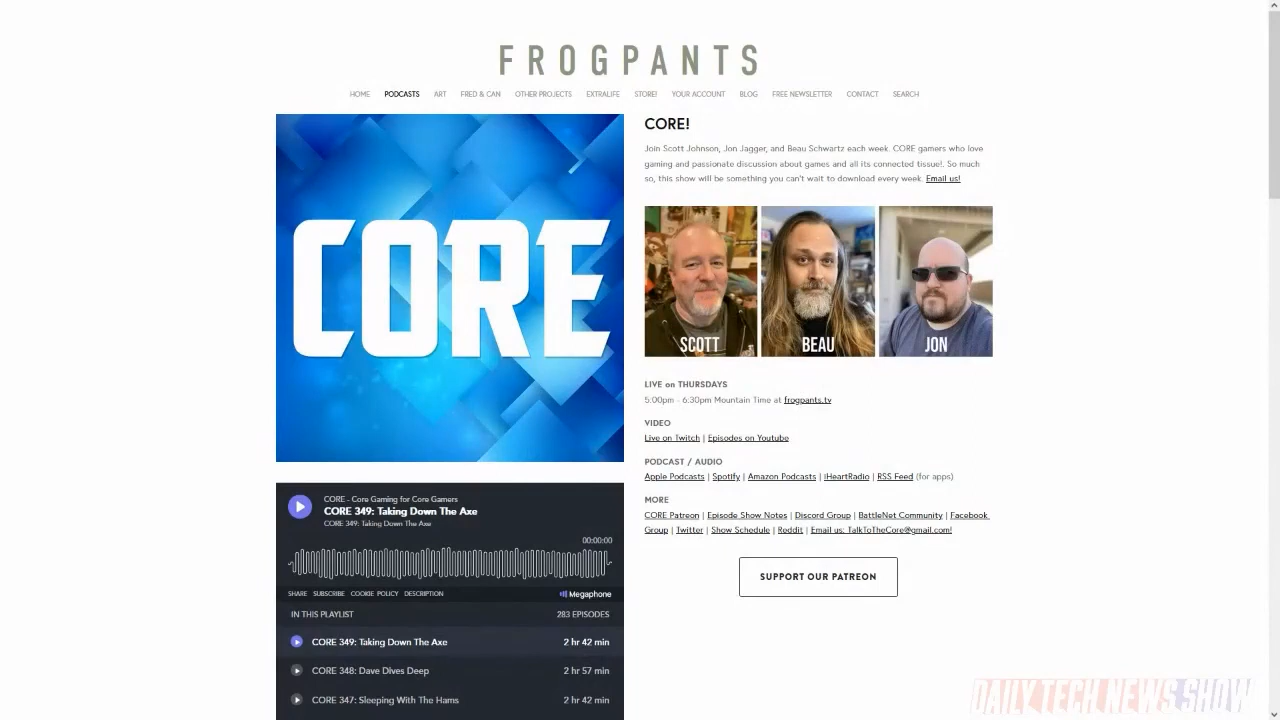 FROGPANTS
HOME PODCASTS ART FRED & CAN OTHER PROJECTS EXTRALIFE STORE! YOUR ACCOUNT BLOG FREE NEWSLETTER CONTACT SEARCH
CORE
CORE!
Join Scott Johnson, Jon Jagger, and Beau Schwartz each week. CORE gamers who love
gaming and passionate discussion about games and all its connected tissue!. So much
so, this show will be something you can't wait to download every week. Email us!
SCOTT BEAU JON
LIVE on THURSDAYS
5:00pm - 6:30pm Mountain Time at frogpants.tv
VIDEO
Live on Twitch | Episodes on Youtube
PODCAST / AUDIO
Apple Podcasts | Spotify | Amazon Podcasts | iHeartRadio | RSS Feed (for apps)
MORE
CORE Patreon | Episode Show Notes | Discord Group | BattleNet Community | Facebook
Group | Twitter | Show Schedule | Reddit | Email us: TalkToTheCore@gmail.com!
SUPPORT OUR PATREON
CORE - Core Gaming for Core Gamers
CORE 349: Taking Down The Axe
CORE 349: Taking Down The Axe
00:00:00
SHARE SUBSCRIBE COOKIE POLICY DESCRIPTION Megaphone
IN THIS PLAYLIST 283 EPISODES
CORE 349: Taking Down The Axe 2 hr 42 min
CORE 348: Dave Dives Deep 2 hr 57 min
CORE 347: Sleeping With The Hams 2 hr 42 min
DAILY TECH NEWS SHOW